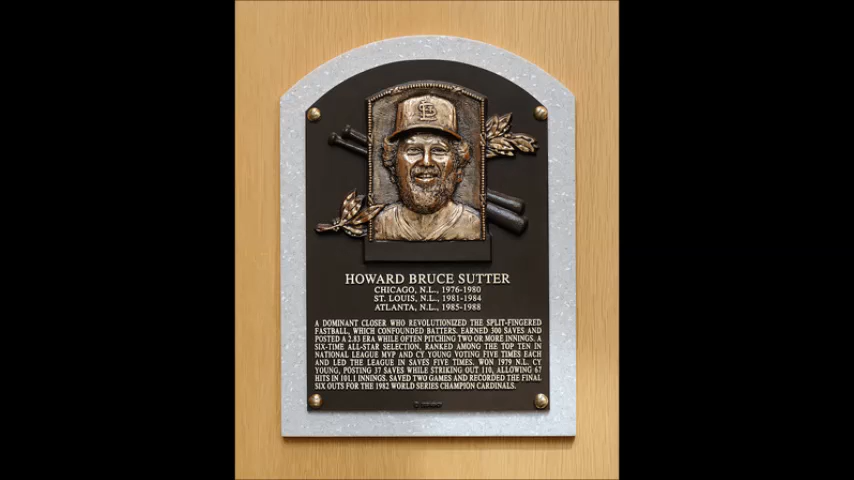 STL
HOWARD BRUCE SUTTER
CHICAGO, N.L., 1976-1980
ST. LOUIS, N.L., 1981-1984
ATLANTA, N.L., 1985-1988
A DOMINANT CLOSER WHO REVOLUTIONIZED THE SPLIT-FINGERED
FASTBALL, WHICH CONFOUNDED BATTERS. EARNED 300 SAVES AND
POSTED A 2.83 ERA WHILE OFTEN PITCHING TWO OR MORE INNINGS. A
SIX-TIME ALL-STAR SELECTION, RANKED AMONG THE TOP TEN IN
NATIONAL LEAGUE MVP AND CY YOUNG VOTING FIVE TIMES EACH
AND LED THE LEAGUE IN SAVES FIVE TIMES. WON 1979 N.L. CY
YOUNG, POSTING 37 SAVES WHILE STRIKING OUT 110, ALLOWING 67
HITS IN 101.1 INNINGS. SAVED TWO GAMES AND RECORDED THE FINAL
SIX OUTS FOR THE 1982 WORLD SERIES CHAMPION CARDINALS.